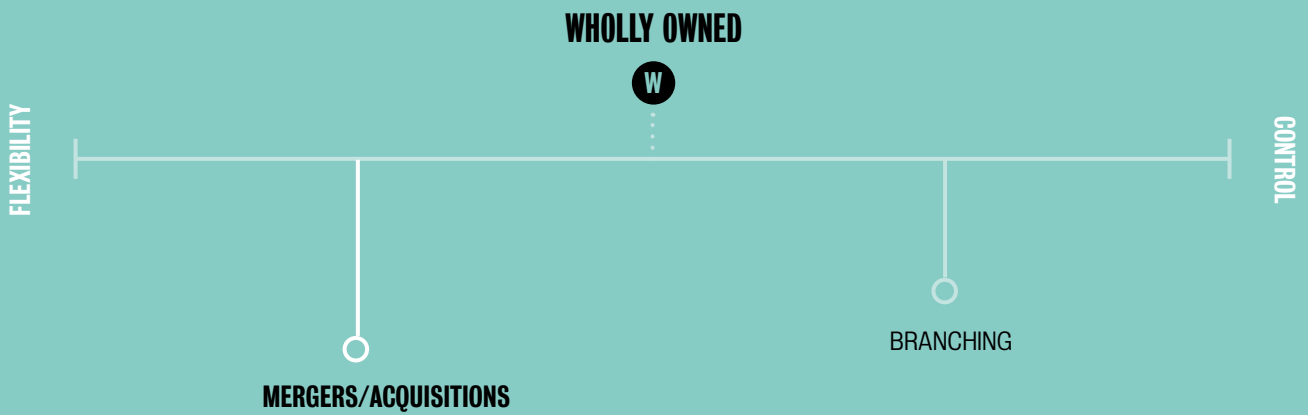 WHOLLY OWNED
W
FLEXIBILITY
CONTROL
BRANCHING
MERGERS/ACQUISITIONS